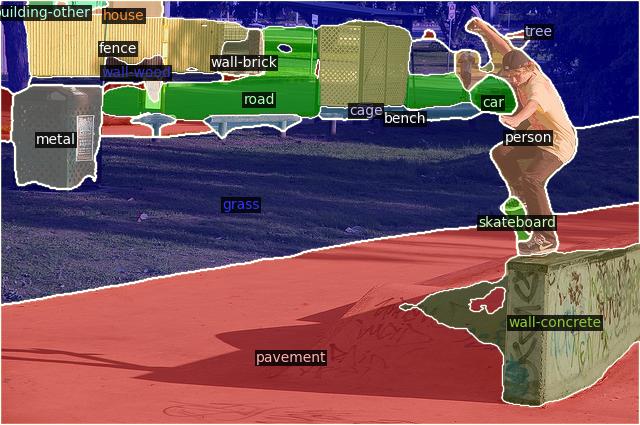 building-other
house
tree
fence
wall-wood
wall-brick
road
cage
bench
car
metal
person
grass
skateboard
wall-concrete
pavement